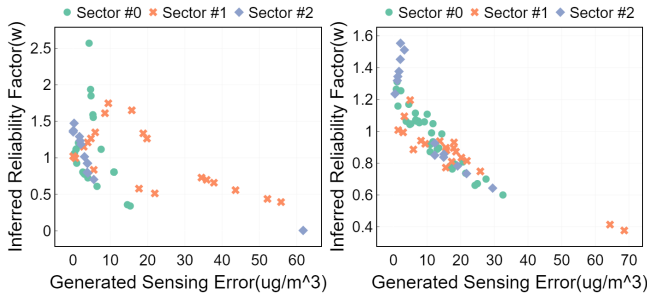 Sector #0 Sector #1 Sector #2
Inferred Reliability Factor(w)
2.5
2
1.5
1
0.5
0
0 10 20 30 40 50 60
Generated Sensing Error(ug/m^3)
Sector #0 Sector #1 Sector #2
Inferred Reliability Factor(w)
1.6
1.4
1.2
1
0.8
0.6
0.4
0 10 20 30 40 50 60 70
Generated Sensing Error(ug/m^3)